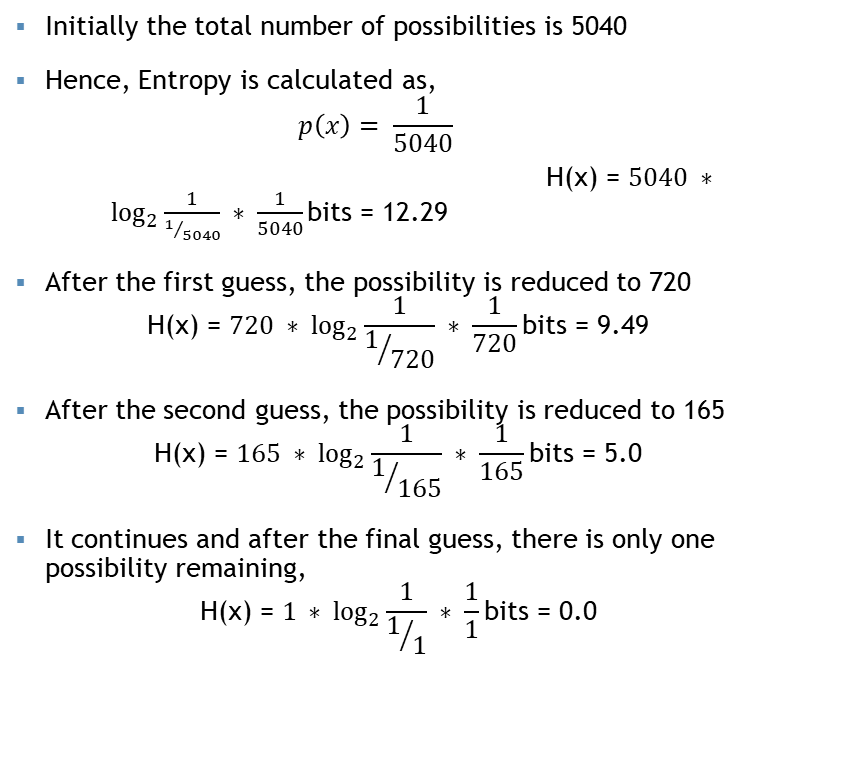 ▪ Initially the total number of possibilities is 5040
▪ Hence, Entropy is calculated as,
p(x) = 1/5040
H(x) = 5040 *
log₂ 1/(1/5040) * 1/5040 bits = 12.29
▪ After the first guess, the possibility is reduced to 720
H(x) = 720 * log₂ 1/(1/720) * 1/720 bits = 9.49
▪ After the second guess, the possibility is reduced to 165
H(x) = 165 * log₂ 1/(1/165) * 1/165 bits = 5.0
▪ It continues and after the final guess, there is only one
possibility remaining,
H(x) = 1 * log₂ 1/(1/1) * 1/1 bits = 0.0